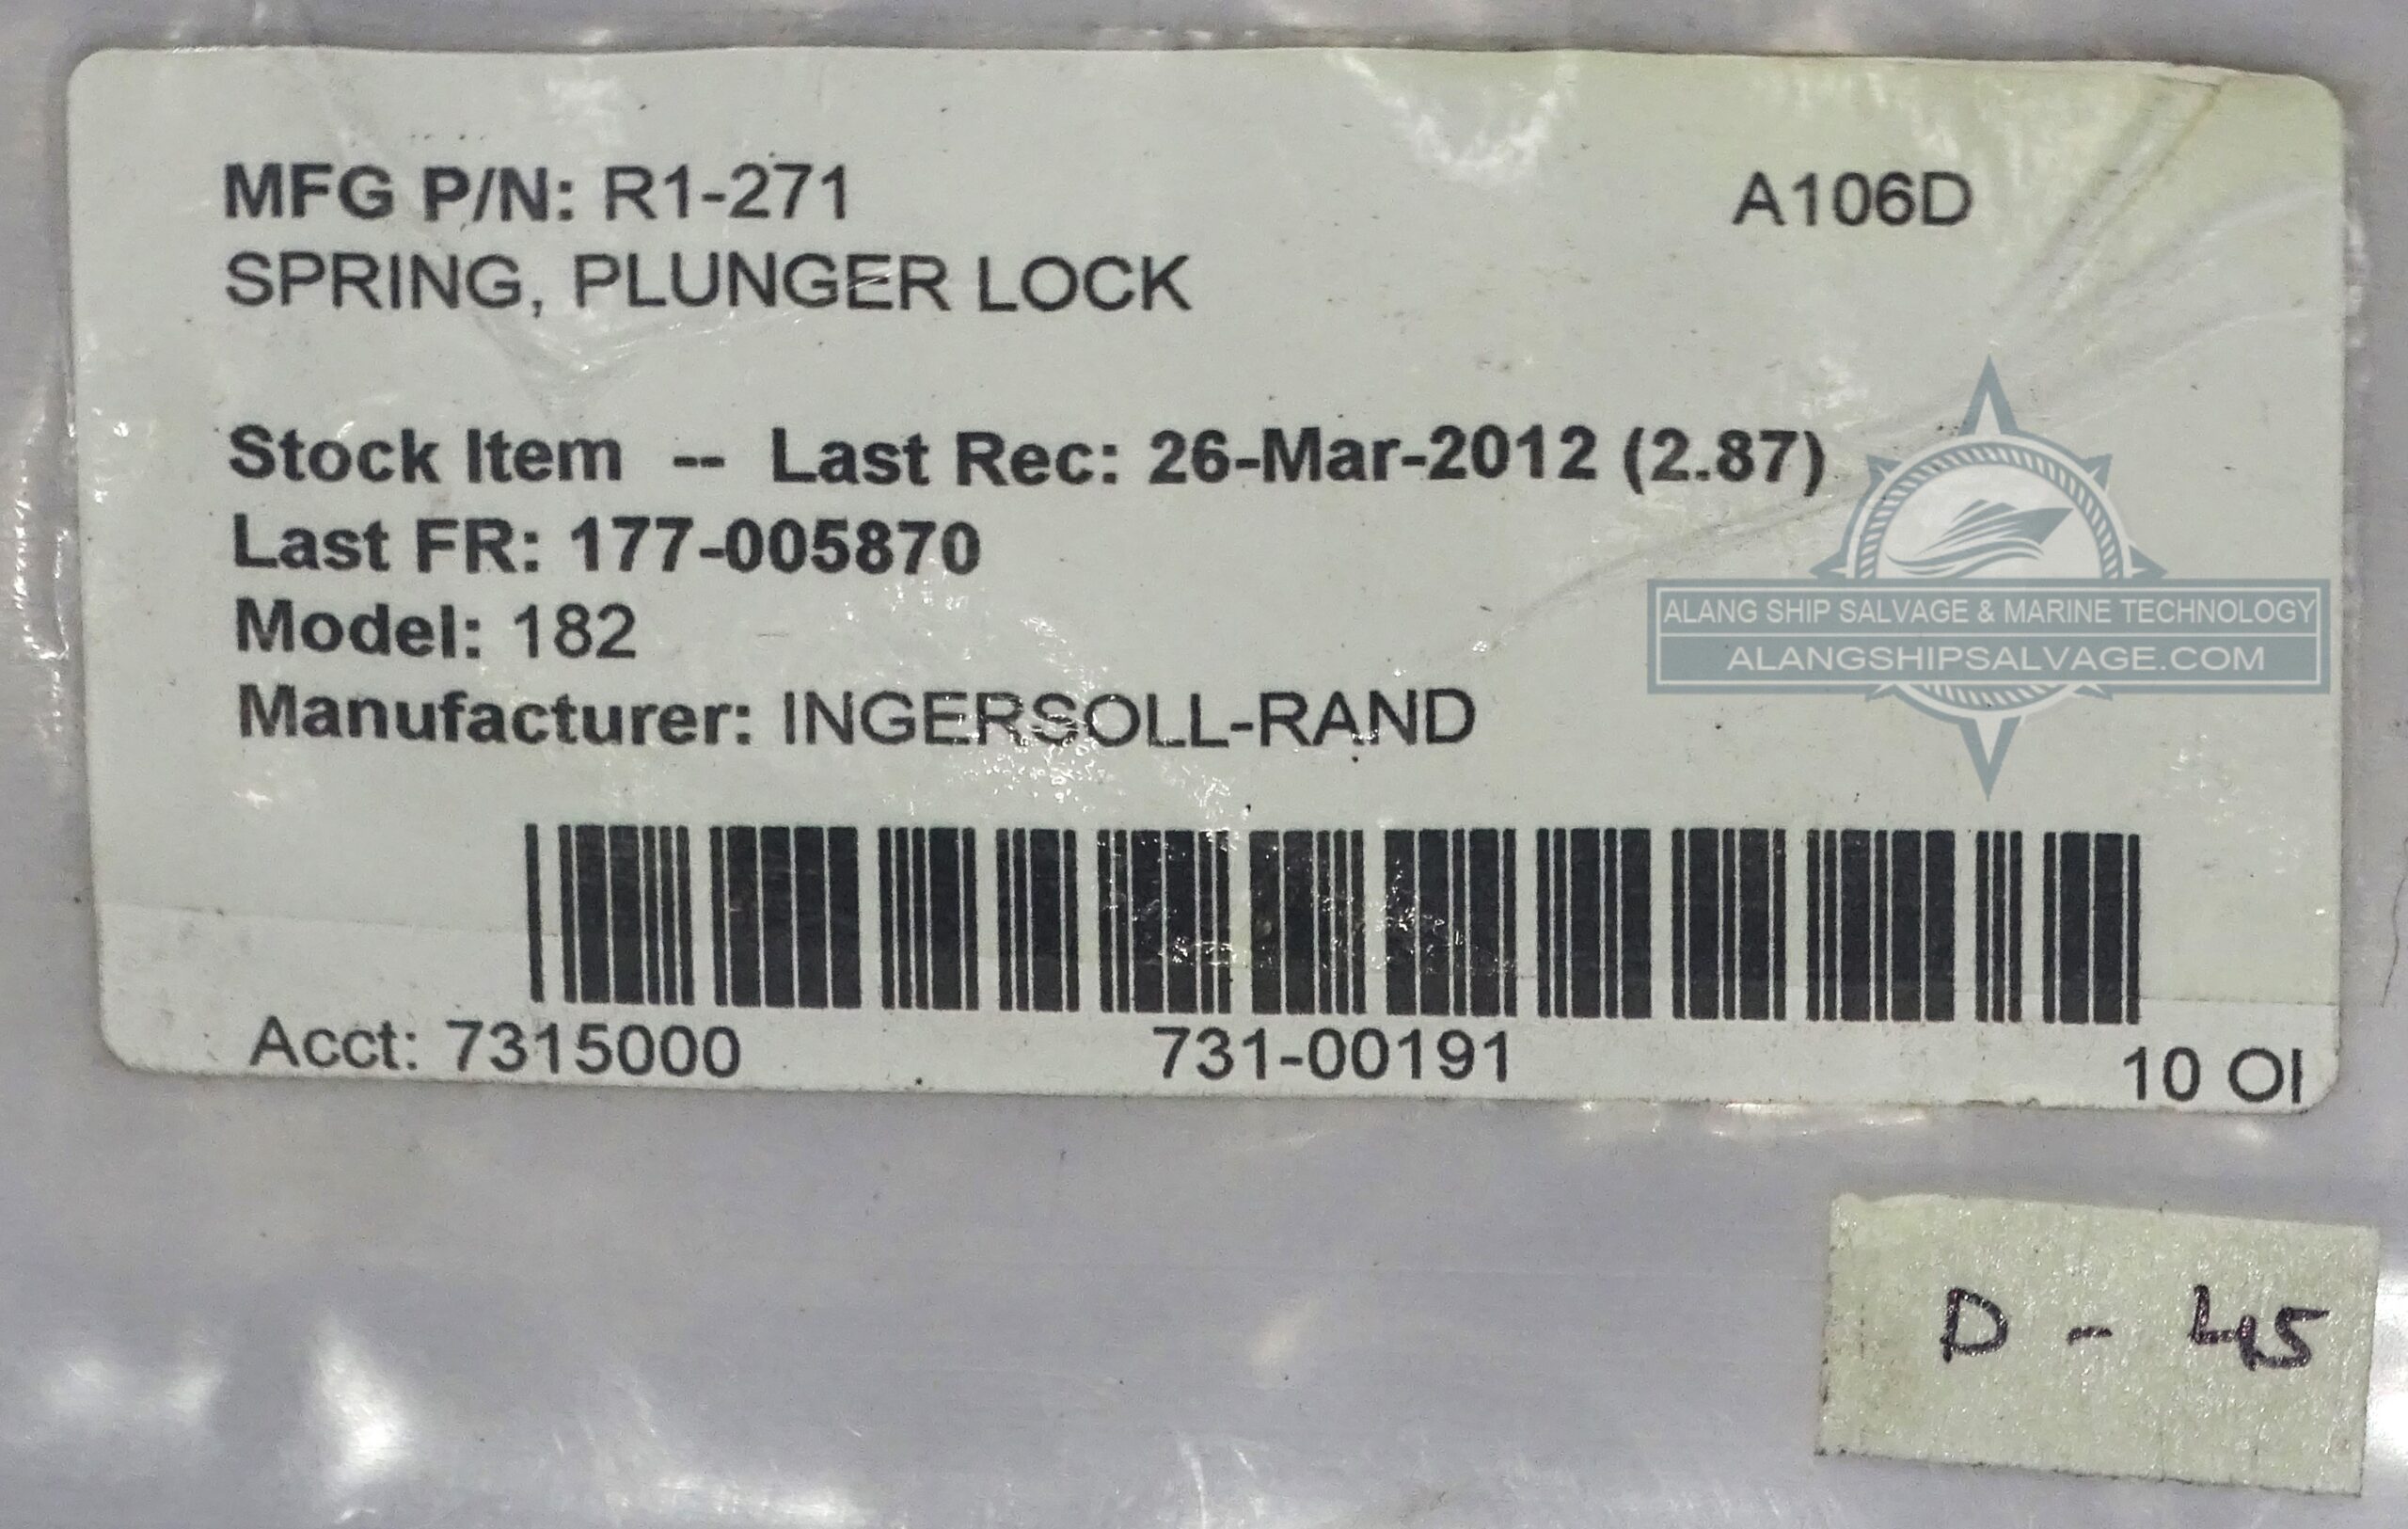 MFG P/N: R1-271
A106D
SPRING, PLUNGER LOCK
Stock Item -- Last Rec: 26-Mar-2012 (2.87)
Last FR: 177-005870
Model: 182
Manufacturer: INGERSOLL-RAND
ALANG SHIP SALVAGE & MARINE TECHNOLOGY
ALANGSHIPSALVAGE.COM
Acct: 7315000
731-00191
10 OI
D - 45